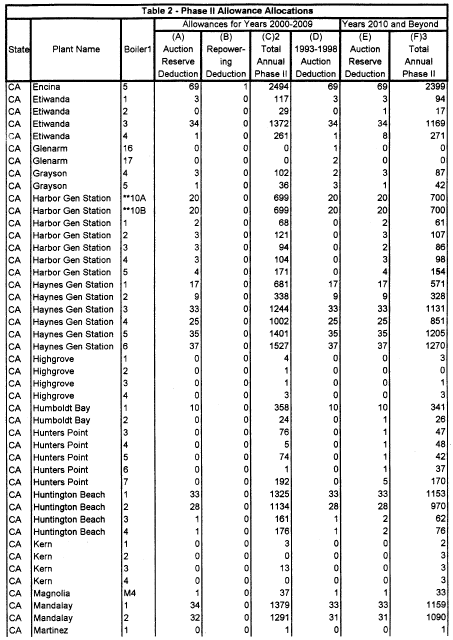 Table 2 - Phase II Allowance Allocations
Allowances for Years 2000-2009 Years 2010 and Beyond
(A) (B) (C)2 (D) (E) (F)3
Auction Repower- Total 1993-1998 Auction Total
State Plant Name Boiler1 Reserve ing Annual Auction Reserve Annual
Deduction Deduction Phase II Deduction Deduction Phase II
CA Encina 5 69 1 2494 69 69 2399
CA Etiwanda 1 3 0 117 3 3 94
CA Etiwanda 2 0 0 29 0 1 17
CA Etiwanda 3 34 0 1372 34 34 1169
CA Etiwanda 4 1 0 261 1 8 271
CA Glenarm 16 0 0 0 1 0 0
CA Glenarm 17 0 0 0 2 0 0
CA Grayson 4 3 0 102 2 3 87
CA Grayson 5 1 0 36 3 1 42
CA Harbor Gen Station **10A 20 0 699 20 20 700
CA Harbor Gen Station **10B 20 0 699 20 20 700
CA Harbor Gen Station 1 2 0 68 0 2 61
CA Harbor Gen Station 2 3 0 121 0 3 107
CA Harbor Gen Station 3 3 0 94 0 2 86
CA Harbor Gen Station 4 3 0 104 0 3 98
CA Harbor Gen Station 5 4 0 171 0 4 154
CA Haynes Gen Station 1 17 0 681 17 17 571
CA Haynes Gen Station 2 9 0 338 9 9 328
CA Haynes Gen Station 3 33 0 1244 33 33 1131
CA Haynes Gen Station 4 25 0 1002 25 25 851
CA Haynes Gen Station 5 35 0 1401 35 35 1205
CA Haynes Gen Station 6 37 0 1527 37 37 1270
CA Highgrove 1 0 0 4 0 0 3
CA Highgrove 2 0 0 1 0 0 0
CA Highgrove 3 0 0 1 0 0 1
CA Highgrove 4 0 0 3 0 0 3
CA Humboldt Bay 1 10 0 358 10 10 341
CA Humboldt Bay 2 0 0 24 0 1 26
CA Hunters Point 3 0 0 76 0 1 47
CA Hunters Point 4 0 0 5 0 1 48
CA Hunters Point 5 0 0 74 0 1 42
CA Hunters Point 6 0 0 1 0 1 37
CA Hunters Point 7 0 0 192 0 5 170
CA Huntington Beach 1 33 0 1325 33 33 1153
CA Huntington Beach 2 28 0 1134 28 28 970
CA Huntington Beach 3 1 0 161 1 2 62
CA Huntington Beach 4 1 0 176 1 2 76
CA Kern 1 0 0 3 0 0 2
CA Kern 2 0 0 0 0 0 3
CA Kern 3 0 0 13 0 0 3
CA Kern 4 0 0 0 0 0 3
CA Magnolia M4 1 0 37 1 1 33
CA Mandalay 1 34 0 1379 33 33 1159
CA Mandalay 2 32 0 1291 31 31 1090
CA Martinez 1 0 0 1 0 0 1